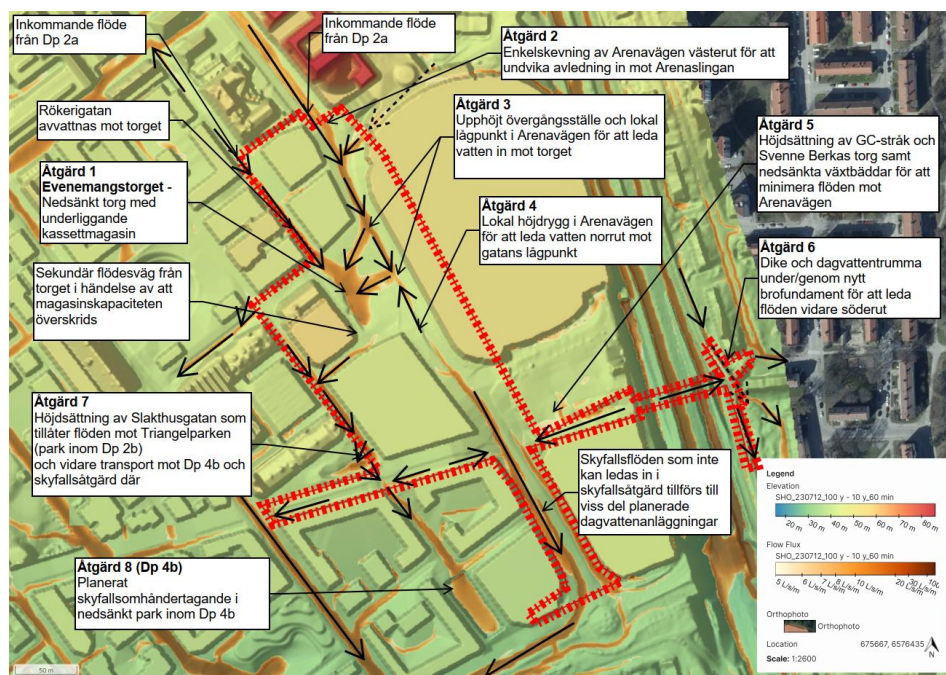 Inkommande flöde
från Dp 2a
Inkommande flöde
från Dp 2a
Åtgärd 2
Enkelskevning av Arenavägen västerut för att
undvika avledning in mot Arenaslingan
Rökerigatan
avvattnas mot torget
Åtgärd 3
Upphöjt övergångsställe och lokal
lågpunkt i Arenavägen för att leda
vatten in mot torget
Åtgärd 5
Höjdsättning av GC-stråk och
Svenne Berkas torg samt
nedsänkta växtbäddar för att
minimera flöden mot
Arenavägen
Åtgärd 1
Evenemangstorget -
Nedsänkt torg med
underliggande
kassettmagasin
Åtgärd 4
Lokal höjdrygg i Arenavägen
för att leda vatten norrut mot
gatans lågpunkt
Åtgärd 6
Dike och dagvattentrumma
under/genom nytt
brofundament för att leda
flöden vidare söderut
Sekundär flödesväg från
torget i händelse av att
magasinskapaciteten
överskrids
Åtgärd 7
Höjdsättning av Slakthusgatan som
tillåter flöden mot Triangelparken
(park inom Dp 2b)
och vidare transport mot Dp 4b och
skyfallsåtgärd där
Skyfallsflöden som inte
kan ledas in i
skyfallsåtgärd tillförs till
viss del planerade
dagvattenanläggningar
Åtgärd 8 (Dp 4b)
Planerat
skyfallsomhändertagande i
nedsänkt park inom Dp 4b
Legend
Elevation
SHO_230712_100 y - 10 y_60 min
20 m 30 m 40 m 50 m 60 m 70 m 80 m
Flow Flux
SHO_230712_100 y - 10 y_60 min
5 L/s/m 6 L/s/m 7 L/s/m 8 L/s/m 10 L/s/m 20 L/s/m 30 L/s/m 100
Orthophoto
Orthophoto
Location 675667, 6576435
Scale: 1:2600
N
50 m